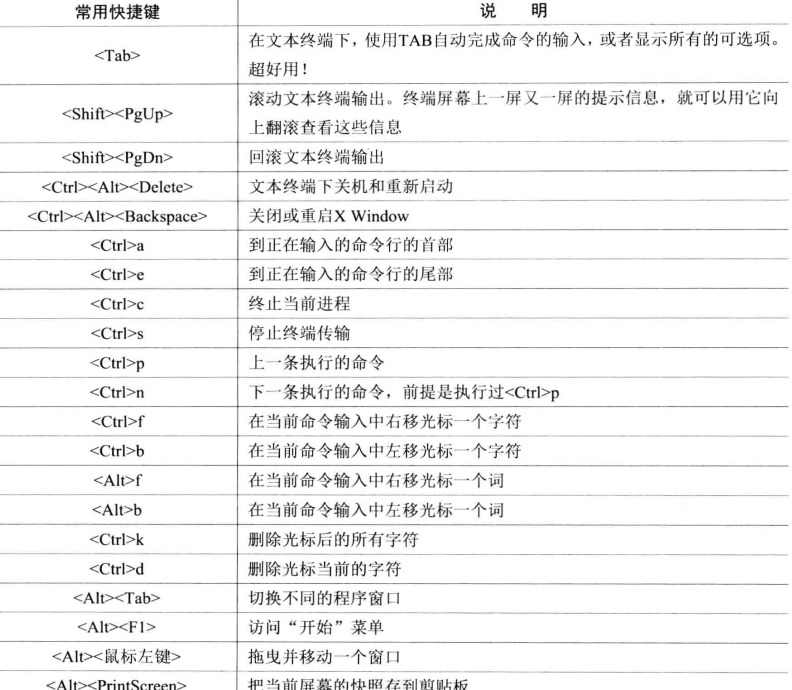 常用快捷键 说 明
<Tab> 在文本终端下，使用TAB自动完成命令的输入，或者显示所有的可选项。
超好用！
<Shift><PgUp> 滚动文本终端输出。终端屏幕上一屏又一屏的提示信息，就可以用它向
上翻滚查看这些信息
<Shift><PgDn> 回滚文本终端输出
<Ctrl><Alt><Delete> 文本终端下关机和重新启动
<Ctrl><Alt><Backspace> 关闭或重启X Window
<Ctrl>a 到正在输入的命令行的首部
<Ctrl>e 到正在输入的命令行的尾部
<Ctrl>c 终止当前进程
<Ctrl>s 停止终端传输
<Ctrl>p 上一条执行的命令
<Ctrl>n 下一条执行的命令，前提是执行过<Ctrl>p
<Ctrl>f 在当前命令输入中右移光标一个字符
<Ctrl>b 在当前命令输入中左移光标一个字符
<Alt>f 在当前命令输入中右移光标一个词
<Alt>b 在当前命令输入中左移光标一个词
<Ctrl>k 删除光标后的所有字符
<Ctrl>d 删除光标当前的字符
<Alt><Tab> 切换不同的程序窗口
<Alt><F1> 访问“开始”菜单
<Alt><鼠标左键> 拖曳并移动一个窗口
<Alt><PrintScreen> 把当前屏幕的快照存到剪贴板